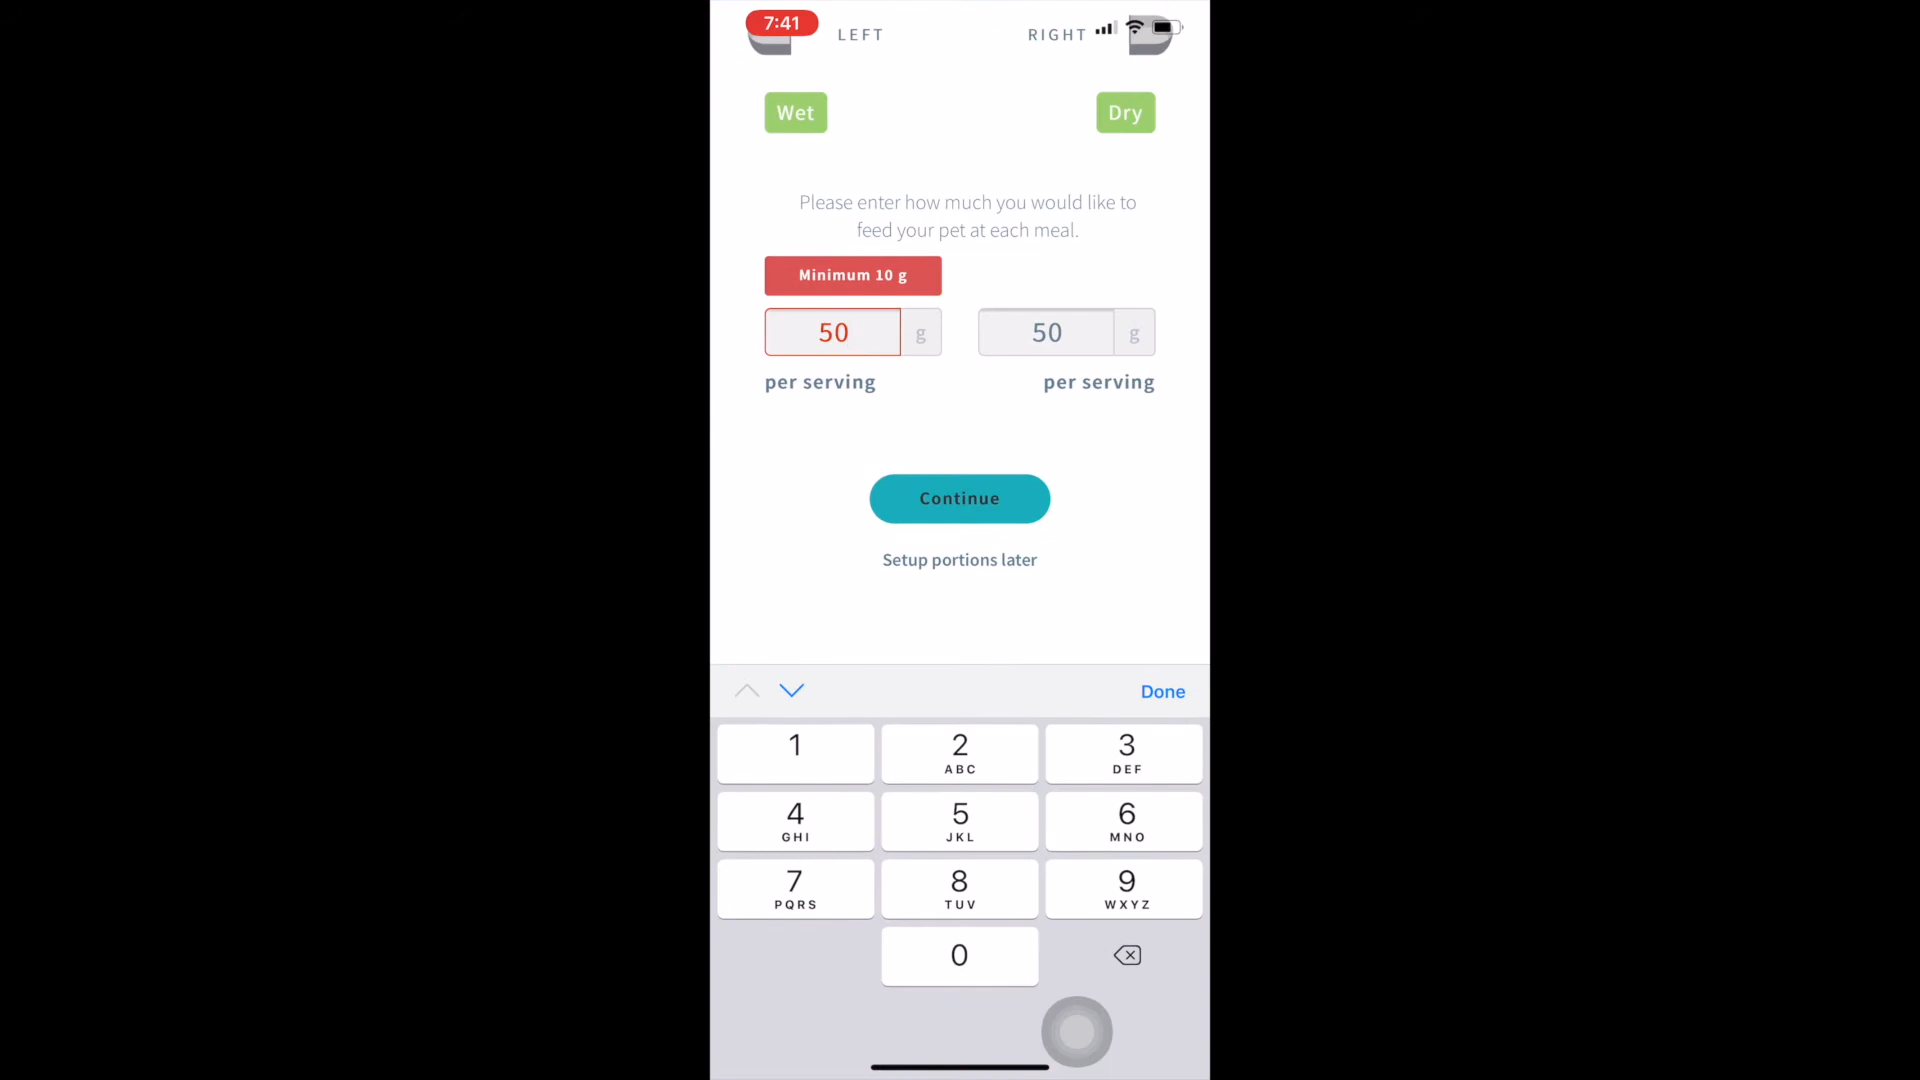 7:41
LEFT
RIGHT
Wet
Dry
Please enter how much you would like to
feed your pet at each meal.
Minimum 10 g
50 g
50 g
per serving
per serving
Continue
Setup portions later
Done
1
2
ABC
3
DEF
4
GHI
5
JKL
6
MNO
7
PQRS
8
TUV
9
WXYZ
0